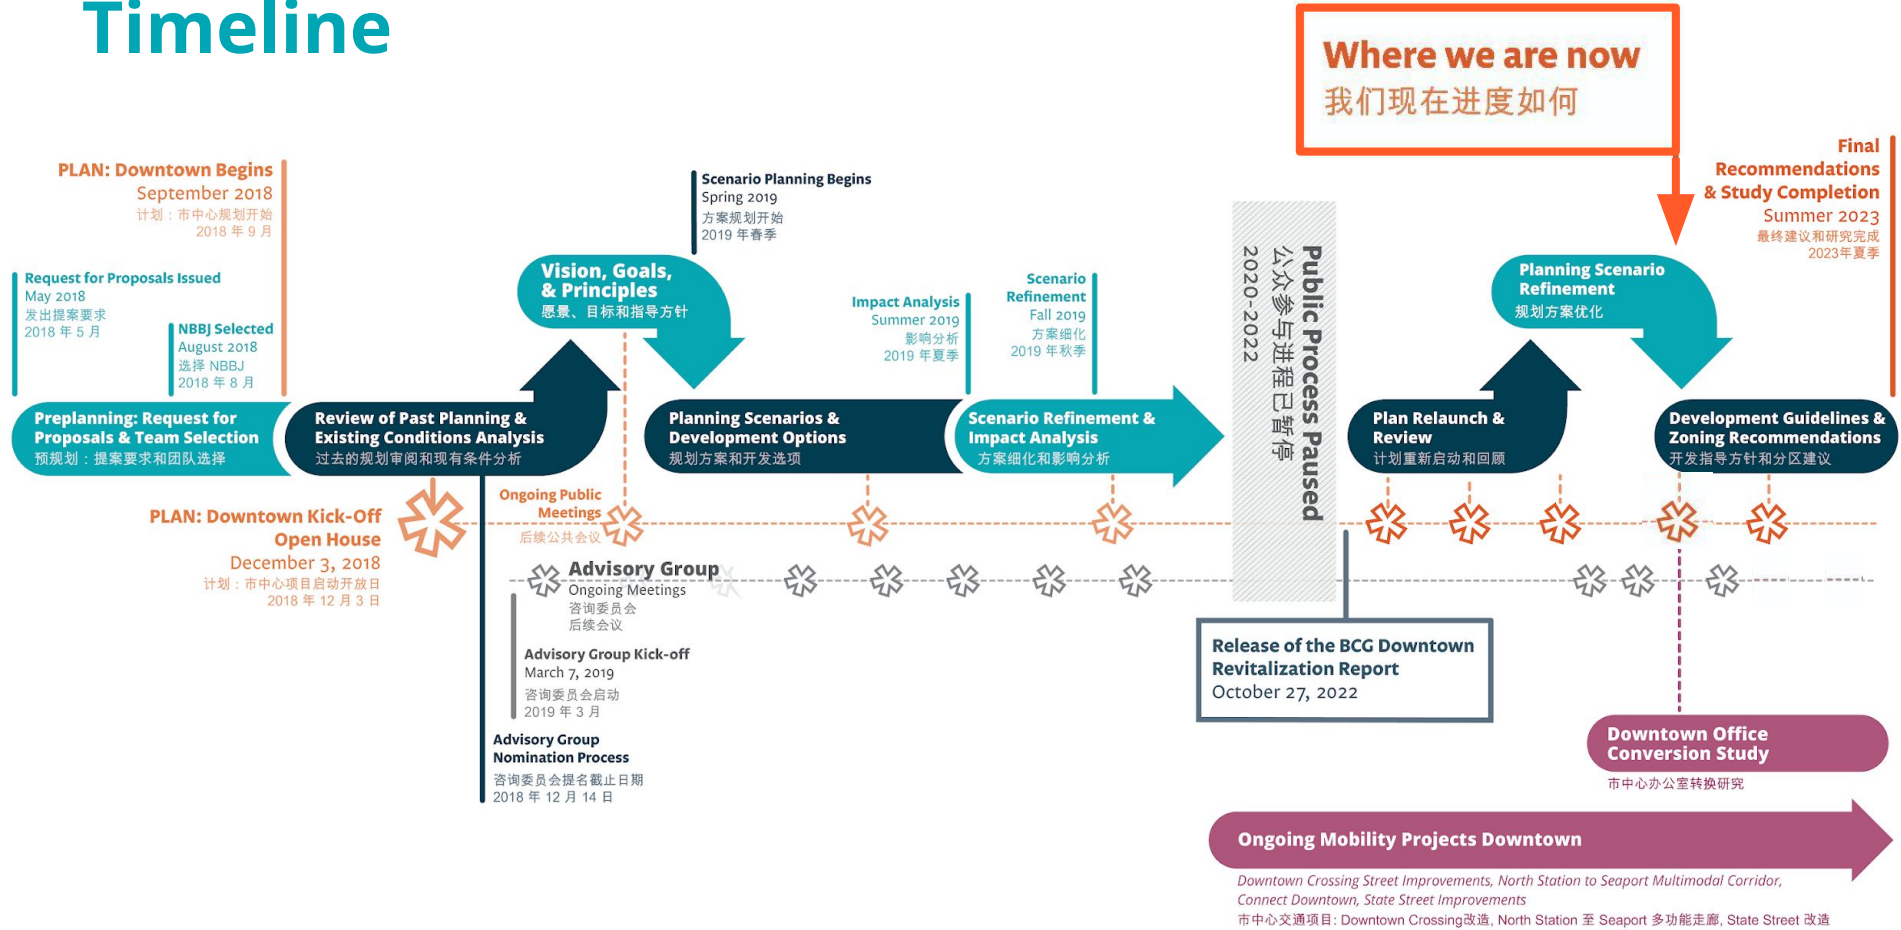 Timeline
Where we are now
我们现在进度如何
PLAN: Downtown Begins
September 2018
计划：市中心规划开始
2018 年 9 月
Request for Proposals Issued
May 2018
发出提案要求
2018 年 5 月
NBBJ Selected
August 2018
选择 NBBJ
2018 年 8 月
Scenario Planning Begins
Spring 2019
方案规划开始
2019 年春季
Vision, Goals,
& Principles
愿景、目标和指导方针
Impact Analysis
Summer 2019
影响分析
2019 年夏季
Scenario
Refinement
Fall 2019
方案细化
2019 年秋季
Public Process Paused
公众参与进程已暂停
2020-2022
Planning Scenario
Refinement
规划方案优化
Final
Recommendations
& Study Completion
Summer 2023
最终建议和研究完成
2023年夏季
Preplanning: Request for
Proposals & Team Selection
预规划：提案要求和团队选择
Review of Past Planning &
Existing Conditions Analysis
过去的规划审阅和现有条件分析
Planning Scenarios &
Development Options
规划方案和开发选项
Scenario Refinement &
Impact Analysis
方案细化和影响分析
Plan Relaunch &
Review
计划重新启动和回顾
Development Guidelines &
Zoning Recommendations
开发指导方针和分区建议
PLAN: Downtown Kick-Off
Open House
December 3, 2018
计划：市中心项目启动开放日
2018 年 12 月 3 日
Ongoing Public
Meetings
后续公共会议
Advisory Group
Ongoing Meetings
咨询委员会
后续会议
Advisory Group Kick-off
March 7, 2019
咨询委员会启动
2019 年 3 月
Advisory Group
Nomination Process
咨询委员会提名截止日期
2018 年 12 月 14 日
Release of the BCG Downtown
Revitalization Report
October 27, 2022
Downtown Office
Conversion Study
市中心办公室转换研究
Ongoing Mobility Projects Downtown
Downtown Crossing Street Improvements, North Station to Seaport Multimodal Corridor,
Connect Downtown, State Street Improvements
市中心交通项目: Downtown Crossing改造, North Station 至 Seaport 多功能走廊, State Street 改造